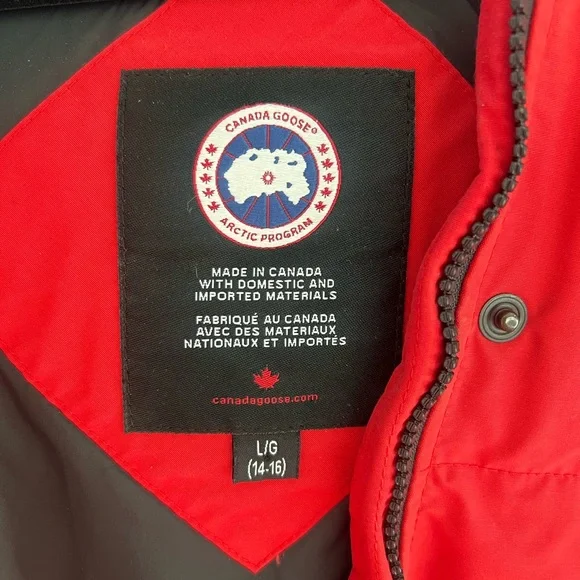 CANADA GOOSE®
ARCTIC PROGRAM
MADE IN CANADA
WITH DOMESTIC AND
IMPORTED MATERIALS
FABRIQUÉ AU CANADA
AVEC DES MATERIAUX
NATIONAUX ET IMPORTÉS
canadagoose.com
L/G
(14-16)